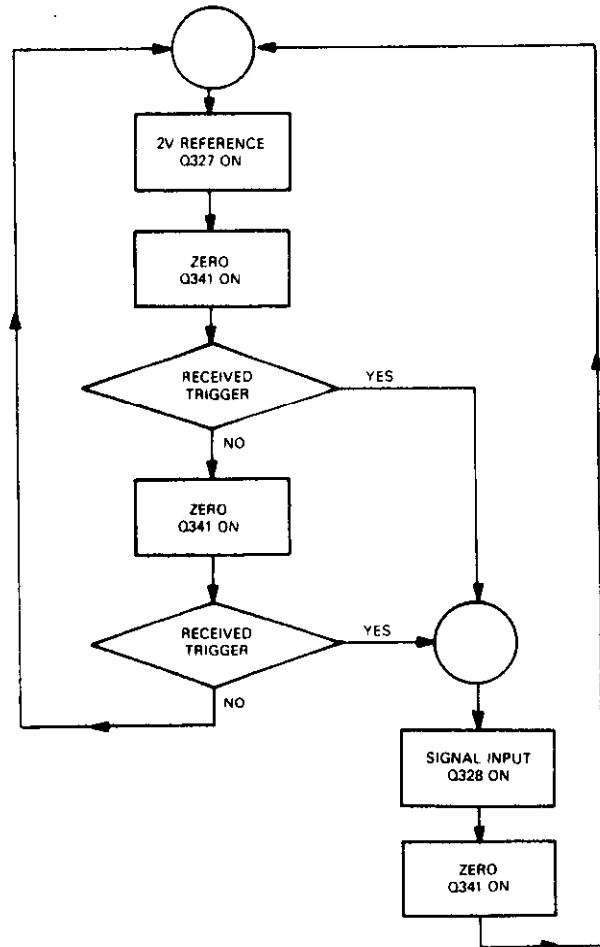 2V REFERENCE
Q327 ON
ZERO
Q341 ON
RECEIVED
TRIGGER
YES
NO
ZERO
Q341 ON
RECEIVED
TRIGGER
YES
NO
SIGNAL INPUT
Q328 ON
ZERO
Q341 ON